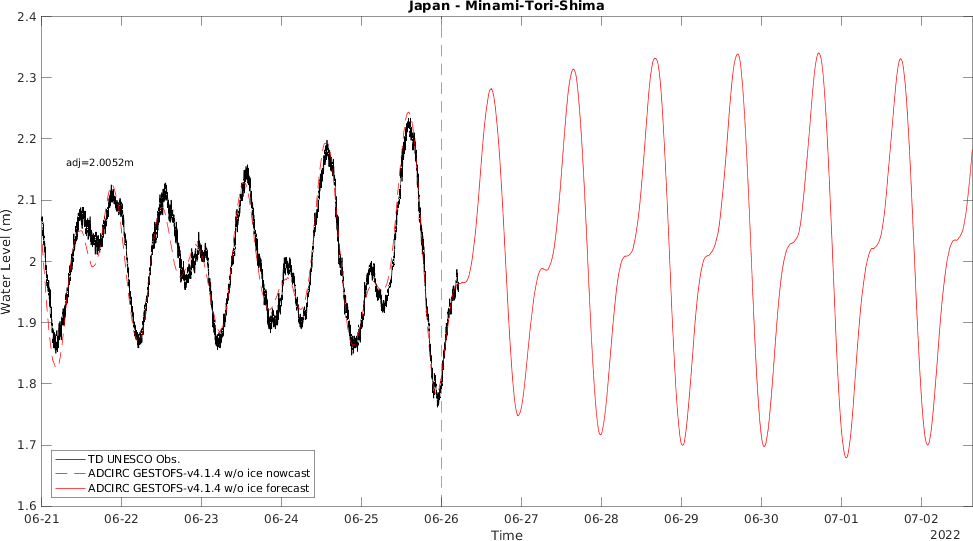 Japan - Minami-Tori-Shima
2.4
2.3
2.2
2.1
2
1.9
1.8
1.7
1.6
Water Level (m)
adj=2.0052m
TD UNESCO Obs.
ADCIRC GESTOFS-v4.1.4 w/o ice nowcast
ADCIRC GESTOFS-v4.1.4 w/o ice forecast
06-21 06-22 06-23 06-24 06-25 06-26 06-27 06-28 06-29 06-30 07-01 07-02
2022
Time